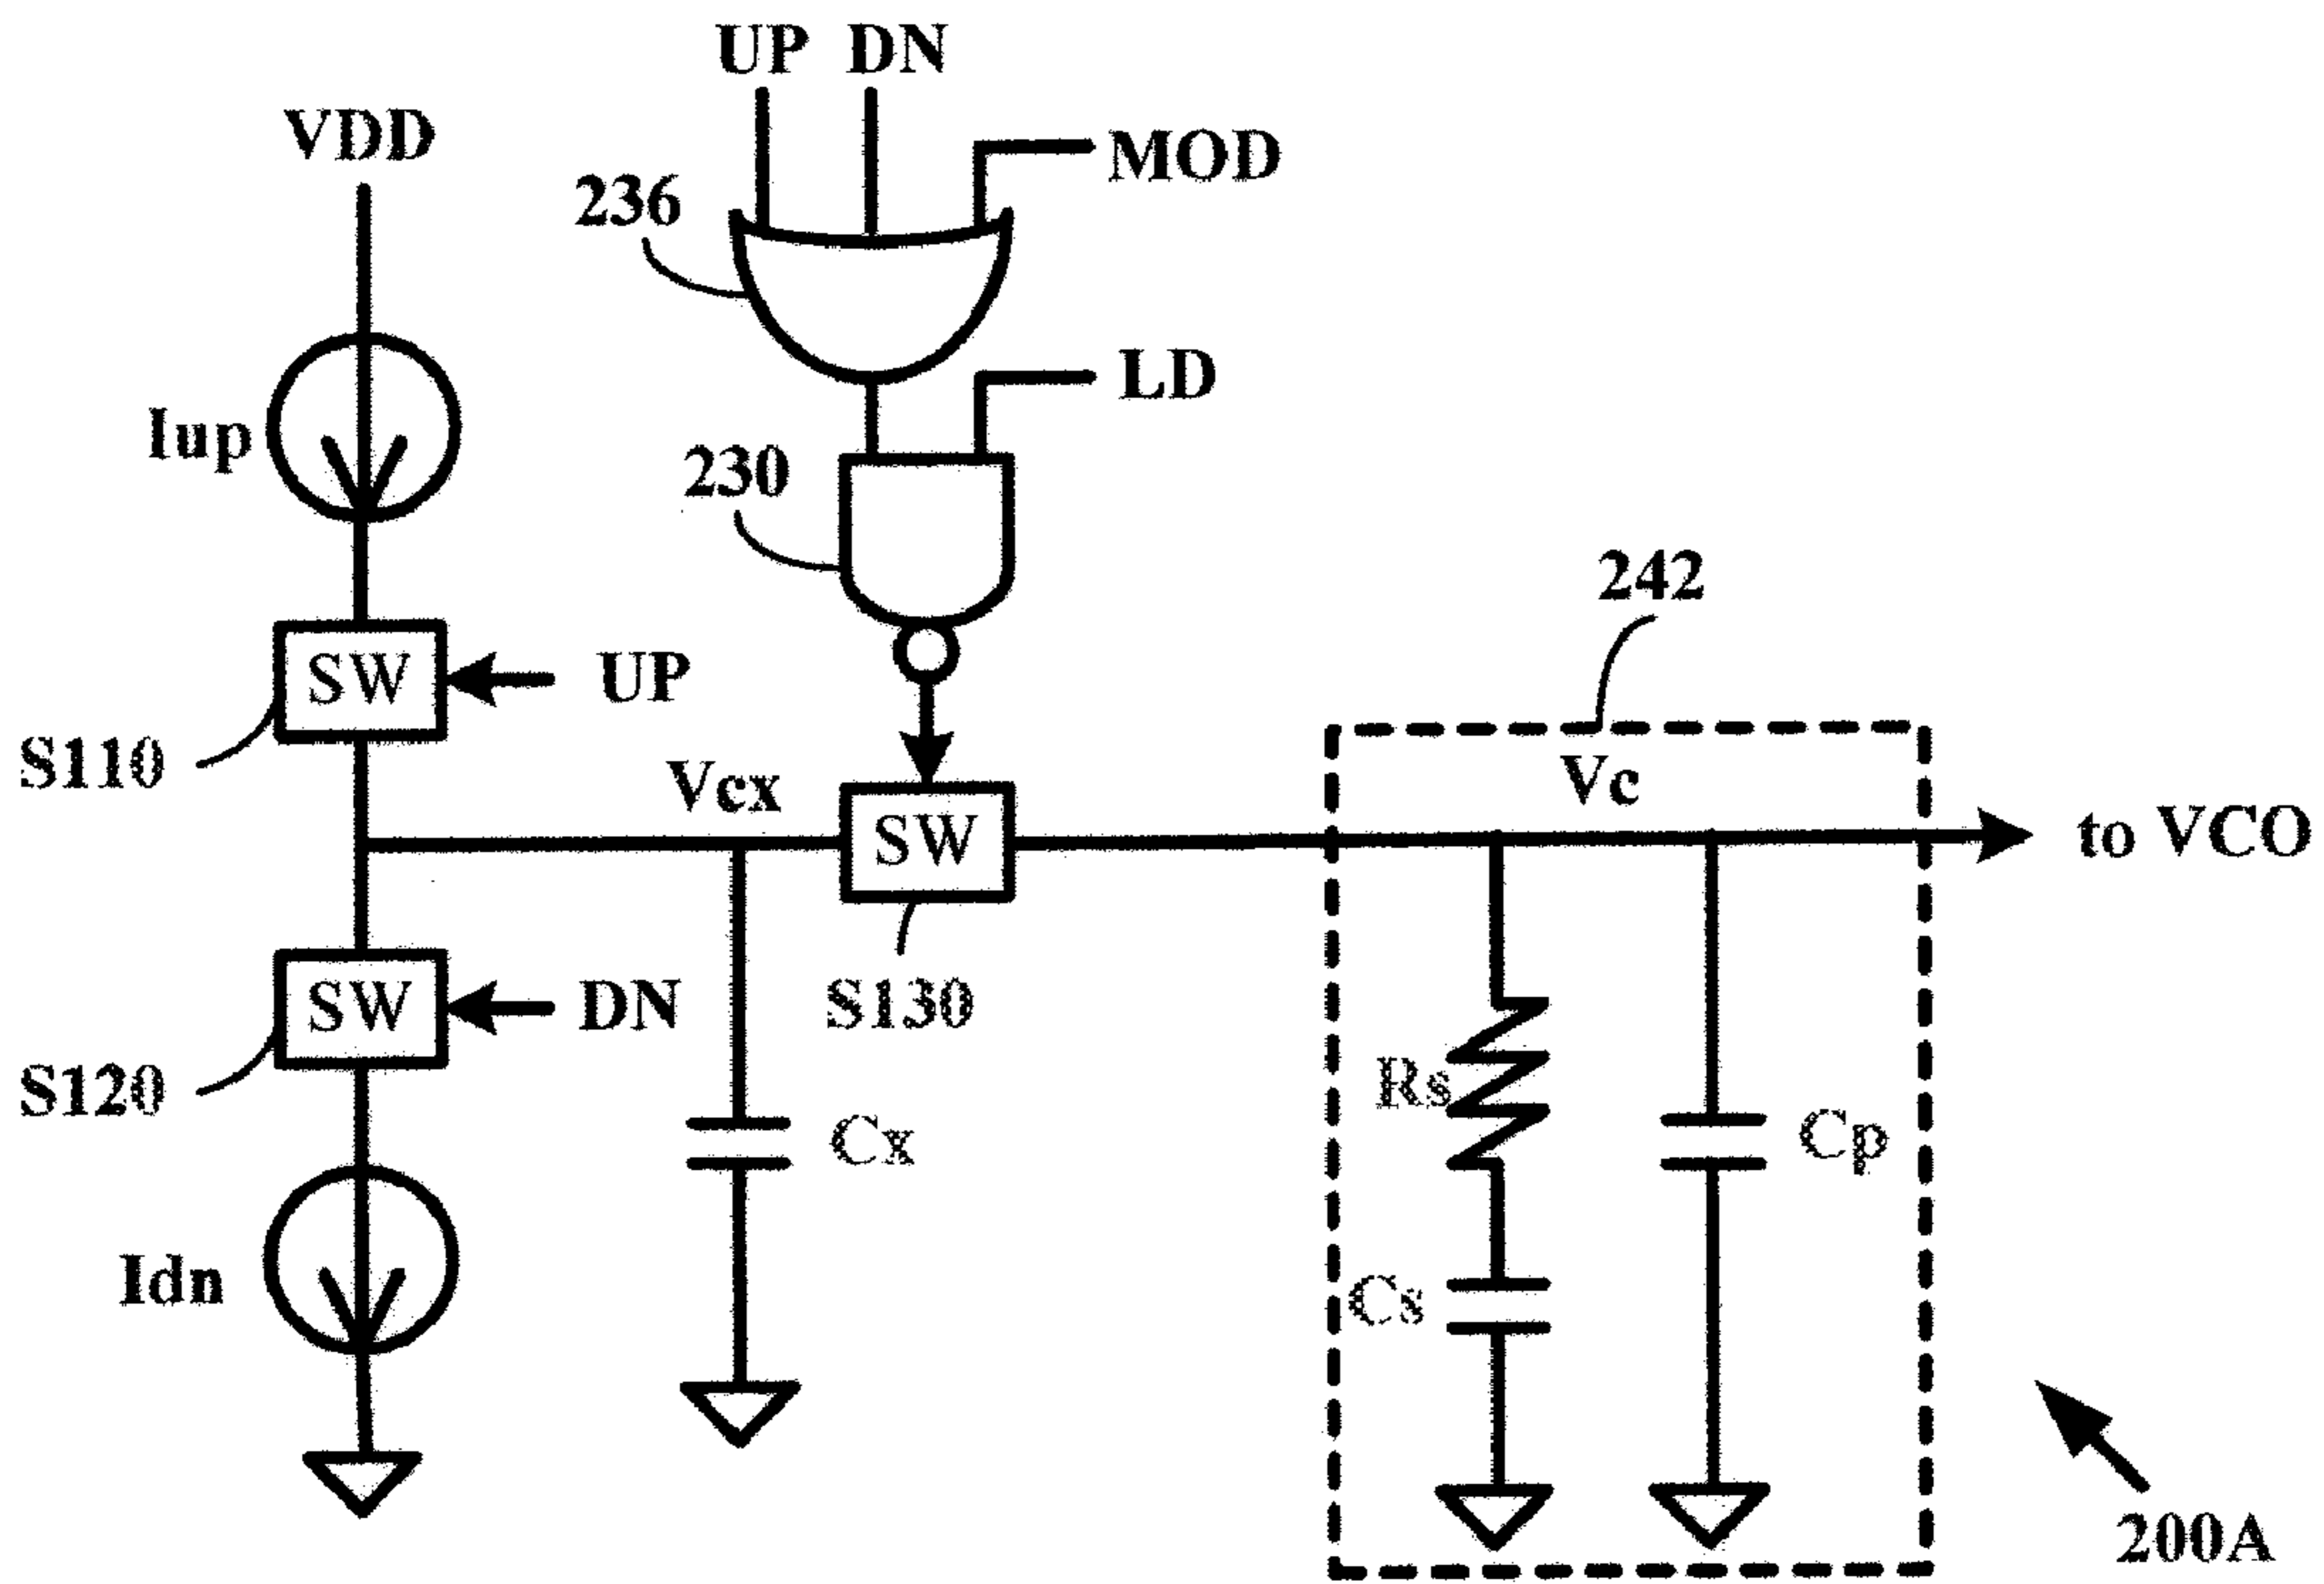 UP DN
VDD
MOD
236
LD
Iup
230
242
SW
UP
S110
Vcx
Vc
SW
to VCO
SW
DN
S130
S120
Rs
Cx
Cp
Idn
Cs
200A